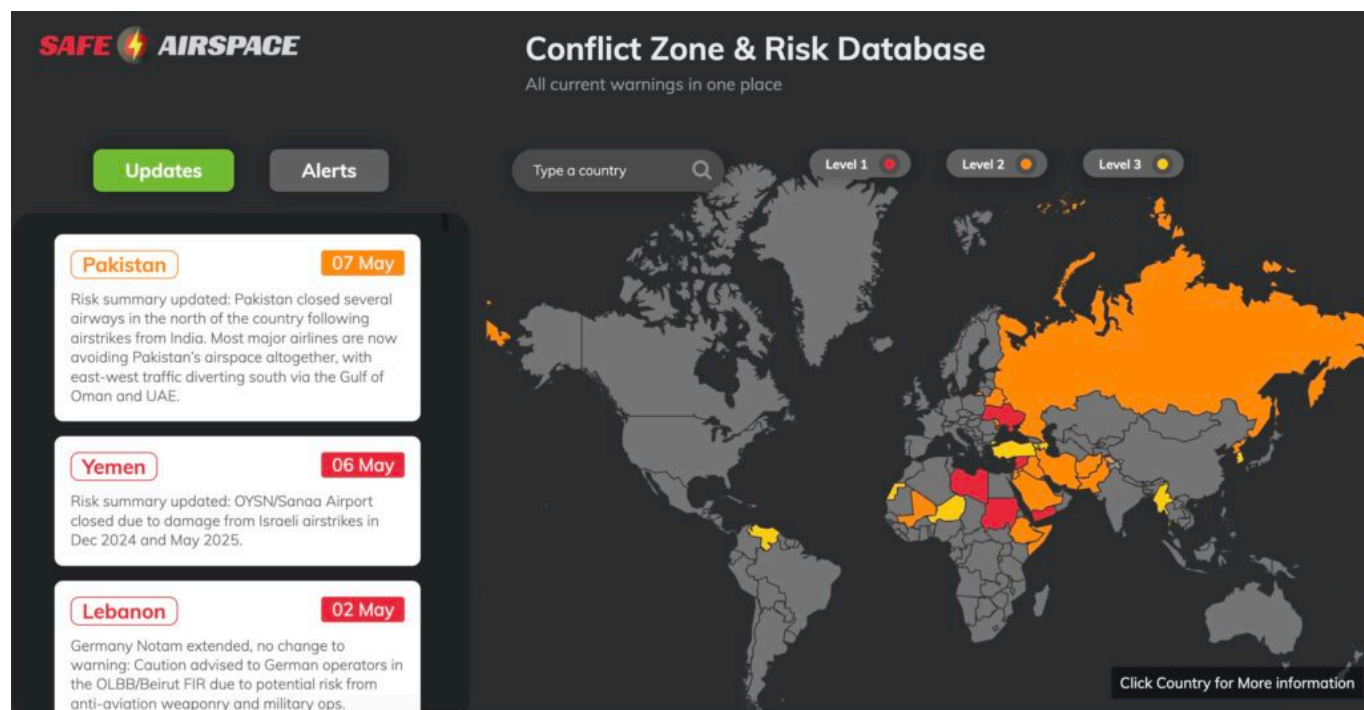 SAFE AIRSPACE
Conflict Zone & Risk Database
All current warnings in one place
Updates
Alerts
Type a country
Level 1
Level 2
Level 3
Pakistan
07 May
Risk summary updated: Pakistan closed several
airways in the north of the country following
airstrikes from India. Most major airlines are now
avoiding Pakistan's airspace altogether, with
east-west traffic diverting south via the Gulf of
Oman and UAE.
Yemen
06 May
Risk summary updated: OYSN/Sanaa Airport
closed due to damage from Israeli airstrikes in
Dec 2024 and May 2025.
Lebanon
02 May
Germany Notam extended, no change to
warning: Caution advised to German operators in
the OLBB/Beirut FIR due to potential risk from
anti-aviation weaponry and military ops.
Click Country for More information